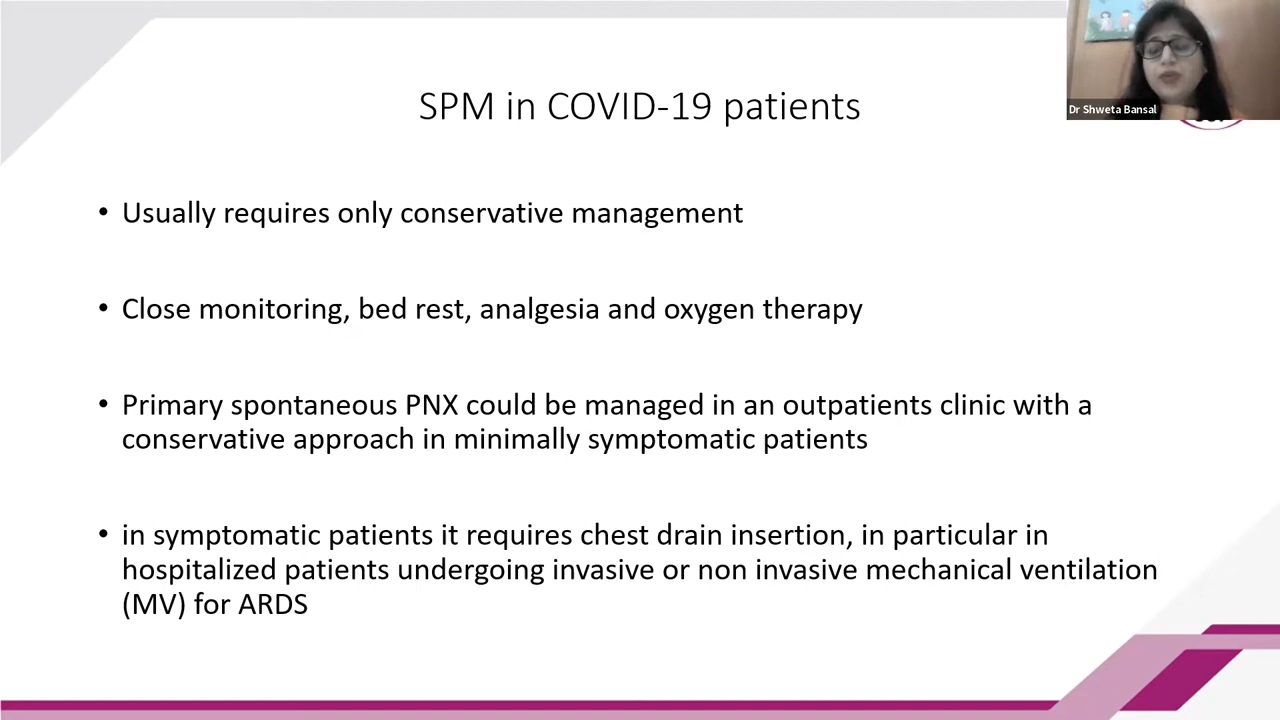 Dr Shweta Bansal
SPM in COVID-19 patients
• Usually requires only conservative management
• Close monitoring, bed rest, analgesia and oxygen therapy
• Primary spontaneous PNX could be managed in an outpatients clinic with a
conservative approach in minimally symptomatic patients
• in symptomatic patients it requires chest drain insertion, in particular in
hospitalized patients undergoing invasive or non invasive mechanical ventilation
(MV) for ARDS